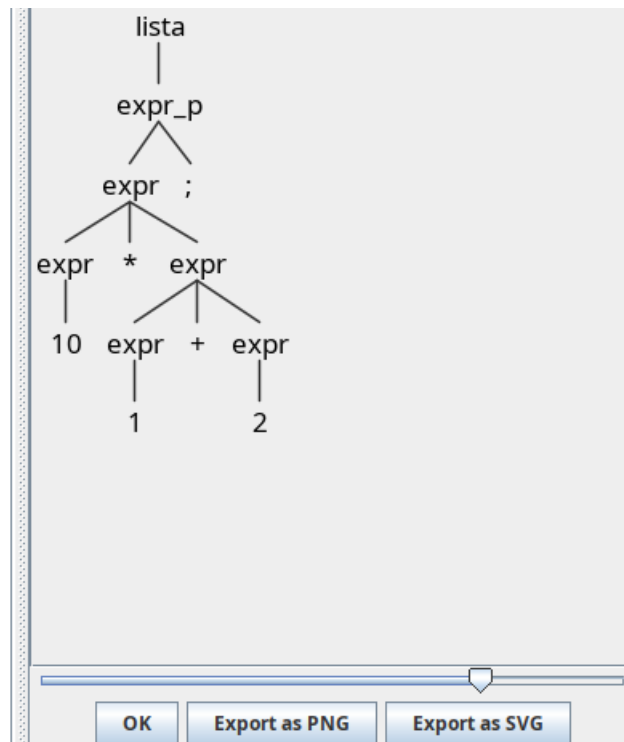 lista
expr_p
expr ;
expr * expr
10 expr + expr
1 2
OK Export as PNG Export as SVG